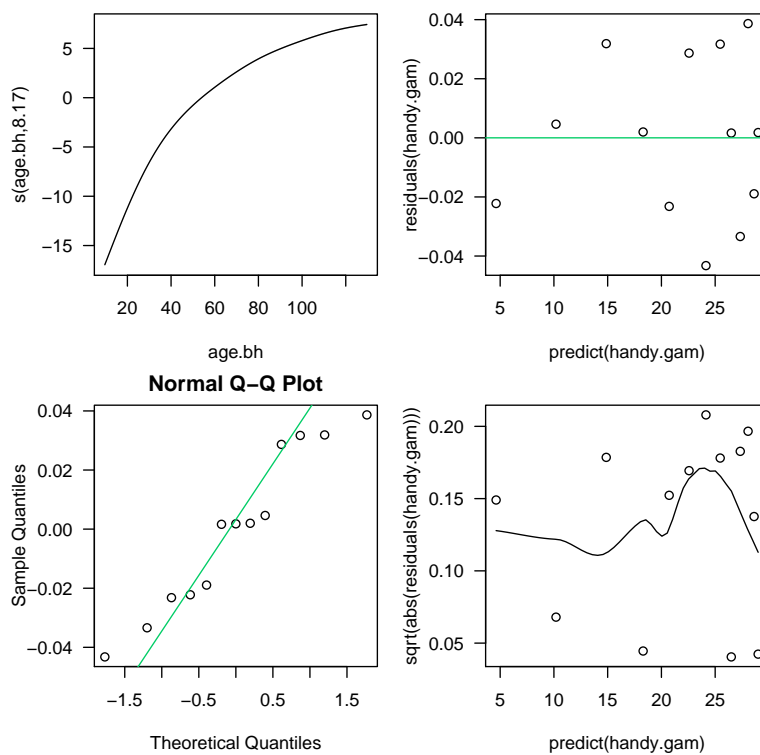 5
0
−5
−10
−15
s(age.bh,8.17)
20 40 60 80 100
age.bh
0.04
0.02
0.00
−0.02
−0.04
residuals(handy.gam)
5 10 15 20 25
predict(handy.gam)
Normal Q−Q Plot
0.04
0.02
0.00
−0.02
−0.04
Sample Quantiles
−1.5 −0.5 0.5 1.5
Theoretical Quantiles
0.20
0.15
0.10
0.05
sqrt(abs(residuals(handy.gam)))
5 10 15 20 25
predict(handy.gam)